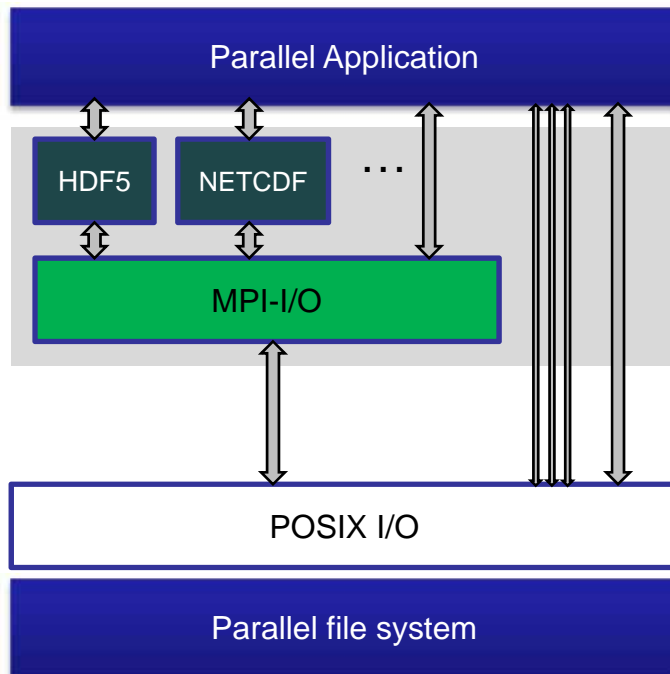 Parallel Application
HDF5
NETCDF
...
MPI-I/O
POSIX I/O
Parallel file system